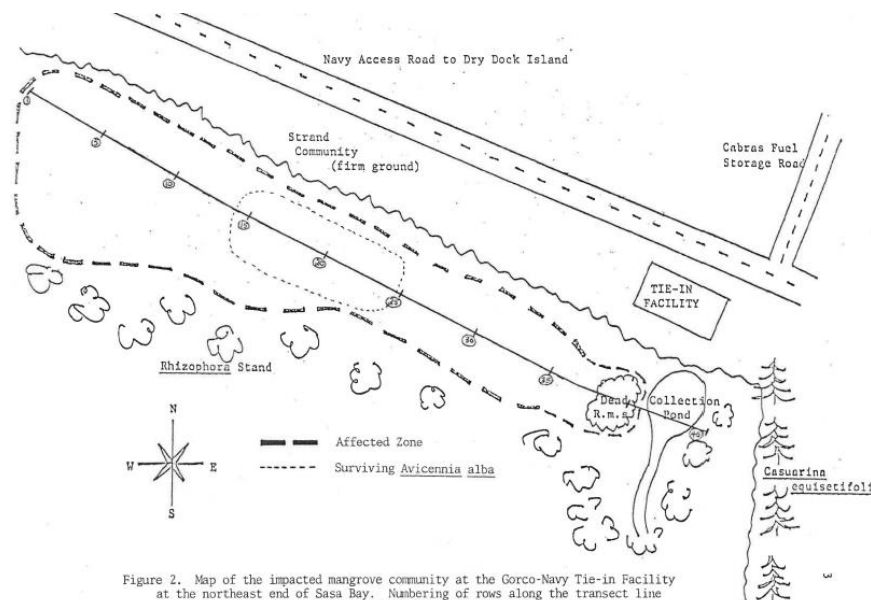 Navy Access Road to Dry Dock Island
Strand
Community
(firm ground)
Cabras Fuel
Storage Road
1
5
10
15
20
25
30
35
40
TIE-IN
FACILITY
Rhizophora Stand
Dead
R.m.s
Collection
Pond
N
W E
S
Affected Zone
Surviving Avicennia alba
Casuarina
equisetifoli
3
Figure 2. Map of the impacted mangrove community at the Gorco-Navy Tie-in Facility
at the northeast end of Sasa Bay. Numbering of rows along the transect line